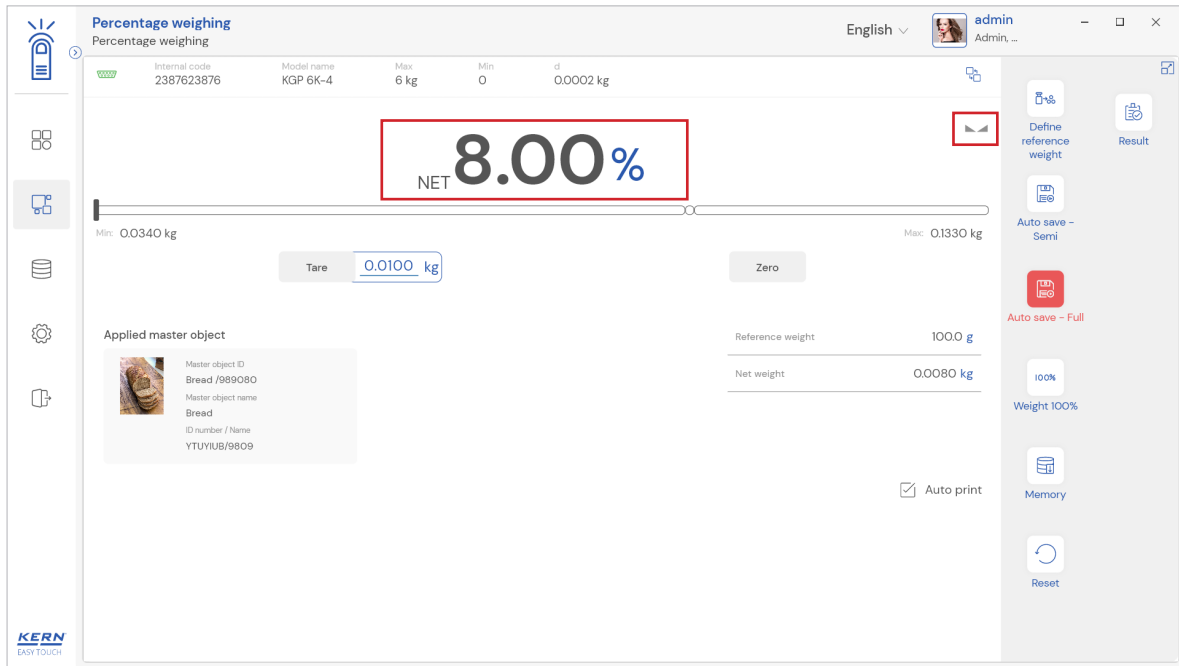 Percentage weighing
Percentage weighing
English
admin
Admin, ...
Internal code
2387623876
Model name
KGP 6K-4
Max
6 kg
Min
0
d
0.0002 kg
NET 8.00 %
Min: 0.0340 kg
Max: 0.1330 kg
Tare 0.0100 kg
Zero
Applied master object
Master object ID
Bread /989080
Master object name
Bread
ID number / Name
YTUYIUB/9809
Reference weight 100.0 g
Net weight 0.0080 kg
Auto print
Define
reference
weight
Result
Auto save -
Semi
Auto save - Full
100%
Weight 100%
Memory
Reset
KERN
EASY TOUCH